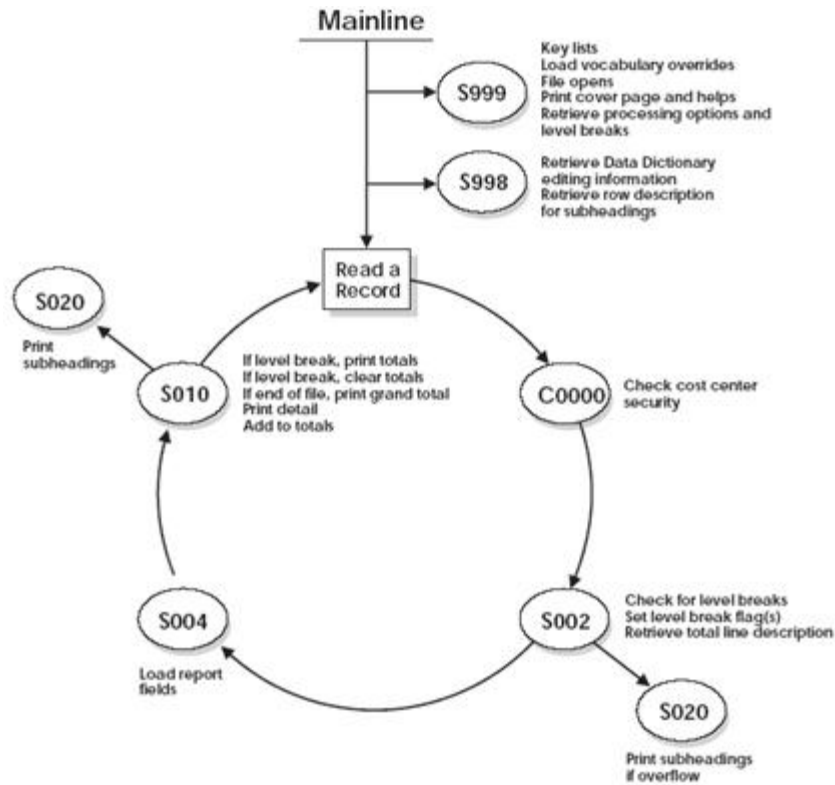 Mainline
S999
Key lists
Load vocabulary overrides
File opens
Print cover page and helps
Retrieve processing options and
level breaks
S998
Retrieve Data Dictionary
editing information
Retrieve row description
for subheadings
Read a
Record
S020
Print
subheadings
S010
If level break, print totals
If level break, clear totals
If end of file, print grand total
Print detail
Add to totals
C0000
Check cost center
security
S004
Load report
fields
S002
Check for level breaks
Set level break flag(s)
Retrieve total line description
S020
Print subheadings
if overflow